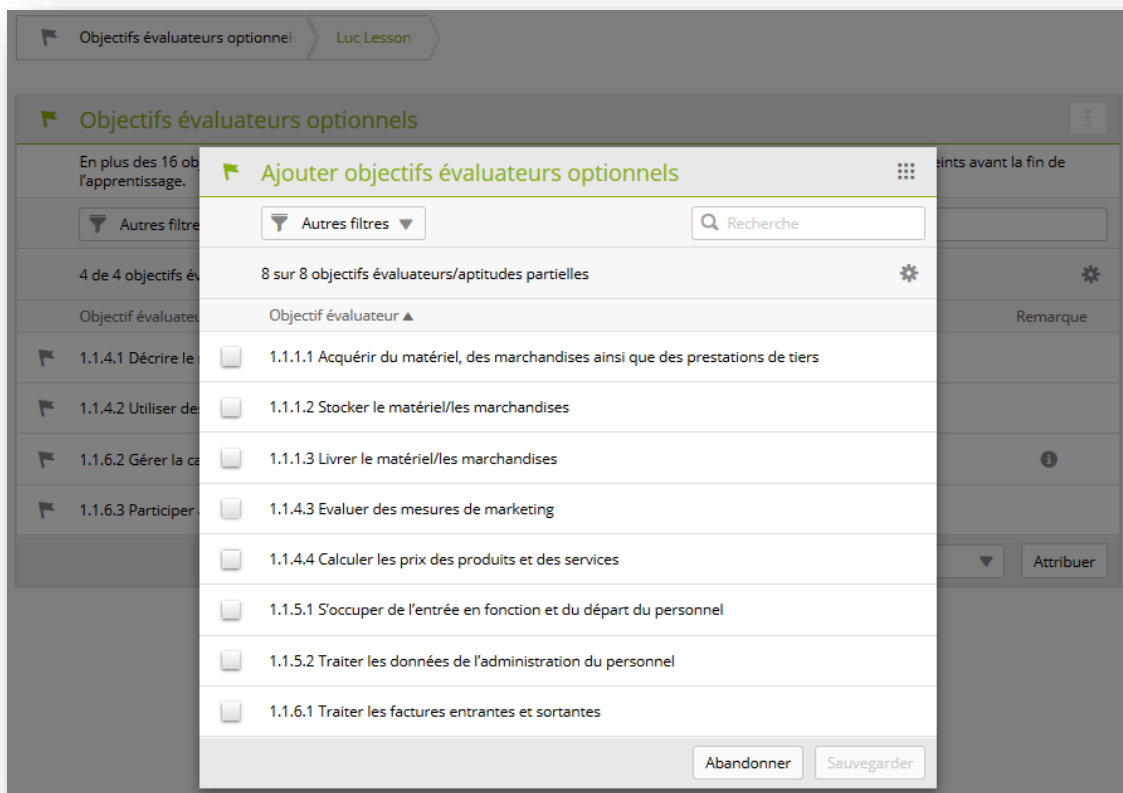 Objectifs évaluateurs optionnel
Luc Lesson
Objectifs évaluateurs optionnels
En plus des 16 ob
eints avant la fin de
l'apprentissage.
Autres filtre
4 de 4 objectifs év
Objectif évaluateu
Remarque
1.1.4.1 Décrire le
1.1.4.2 Utiliser de
1.1.6.2 Gérer la ca
1.1.6.3 Participer
Attribuer
Ajouter objectifs évaluateurs optionnels
Autres filtres
Recherche
8 sur 8 objectifs évaluateurs/aptitudes partielles
Objectif évaluateur
1.1.1.1 Acquérir du matériel, des marchandises ainsi que des prestations de tiers
1.1.1.2 Stocker le matériel/les marchandises
1.1.1.3 Livrer le matériel/les marchandises
1.1.4.3 Evaluer des mesures de marketing
1.1.4.4 Calculer les prix des produits et des services
1.1.5.1 S'occuper de l'entrée en fonction et du départ du personnel
1.1.5.2 Traiter les données de l'administration du personnel
1.1.6.1 Traiter les factures entrantes et sortantes
Abandonner
Sauvegarder